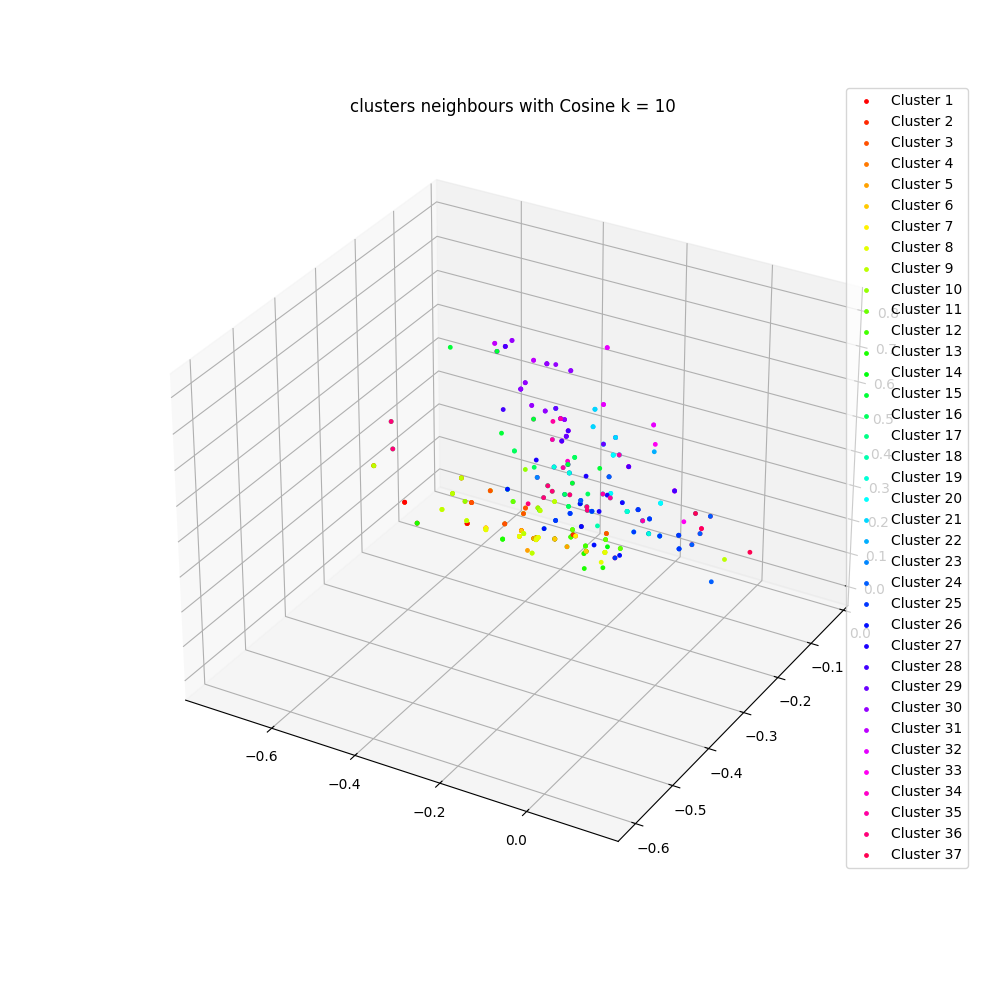 clusters neighbours with Cosine k = 10
Cluster 1
Cluster 2
Cluster 3
Cluster 4
Cluster 5
Cluster 6
Cluster 7
Cluster 8
Cluster 9
Cluster 10
Cluster 11
Cluster 12
Cluster 13
Cluster 14
Cluster 15
Cluster 16
Cluster 17
Cluster 18
Cluster 19
Cluster 20
Cluster 21
Cluster 22
Cluster 23
Cluster 24
Cluster 25
Cluster 26
Cluster 27
Cluster 28
Cluster 29
Cluster 30
Cluster 31
Cluster 32
Cluster 33
Cluster 34
Cluster 35
Cluster 36
Cluster 37
0.8
0.7
0.6
0.5
0.4
0.3
0.2
0.1
0.0
0.0
−0.1
−0.2
−0.3
−0.4
−0.5
−0.6
−0.6
−0.4
−0.2
0.0